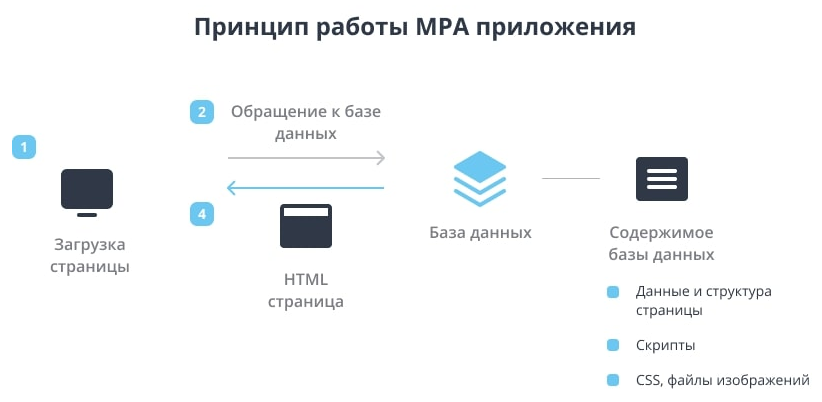 Принцип работы MPA приложения
1
Загрузка
страницы
2
Обращение к базе
данных
4
HTML
страница
База данных
Содержимое
базы данных
Данные и структура
страницы
Скрипты
CSS, файлы изображений